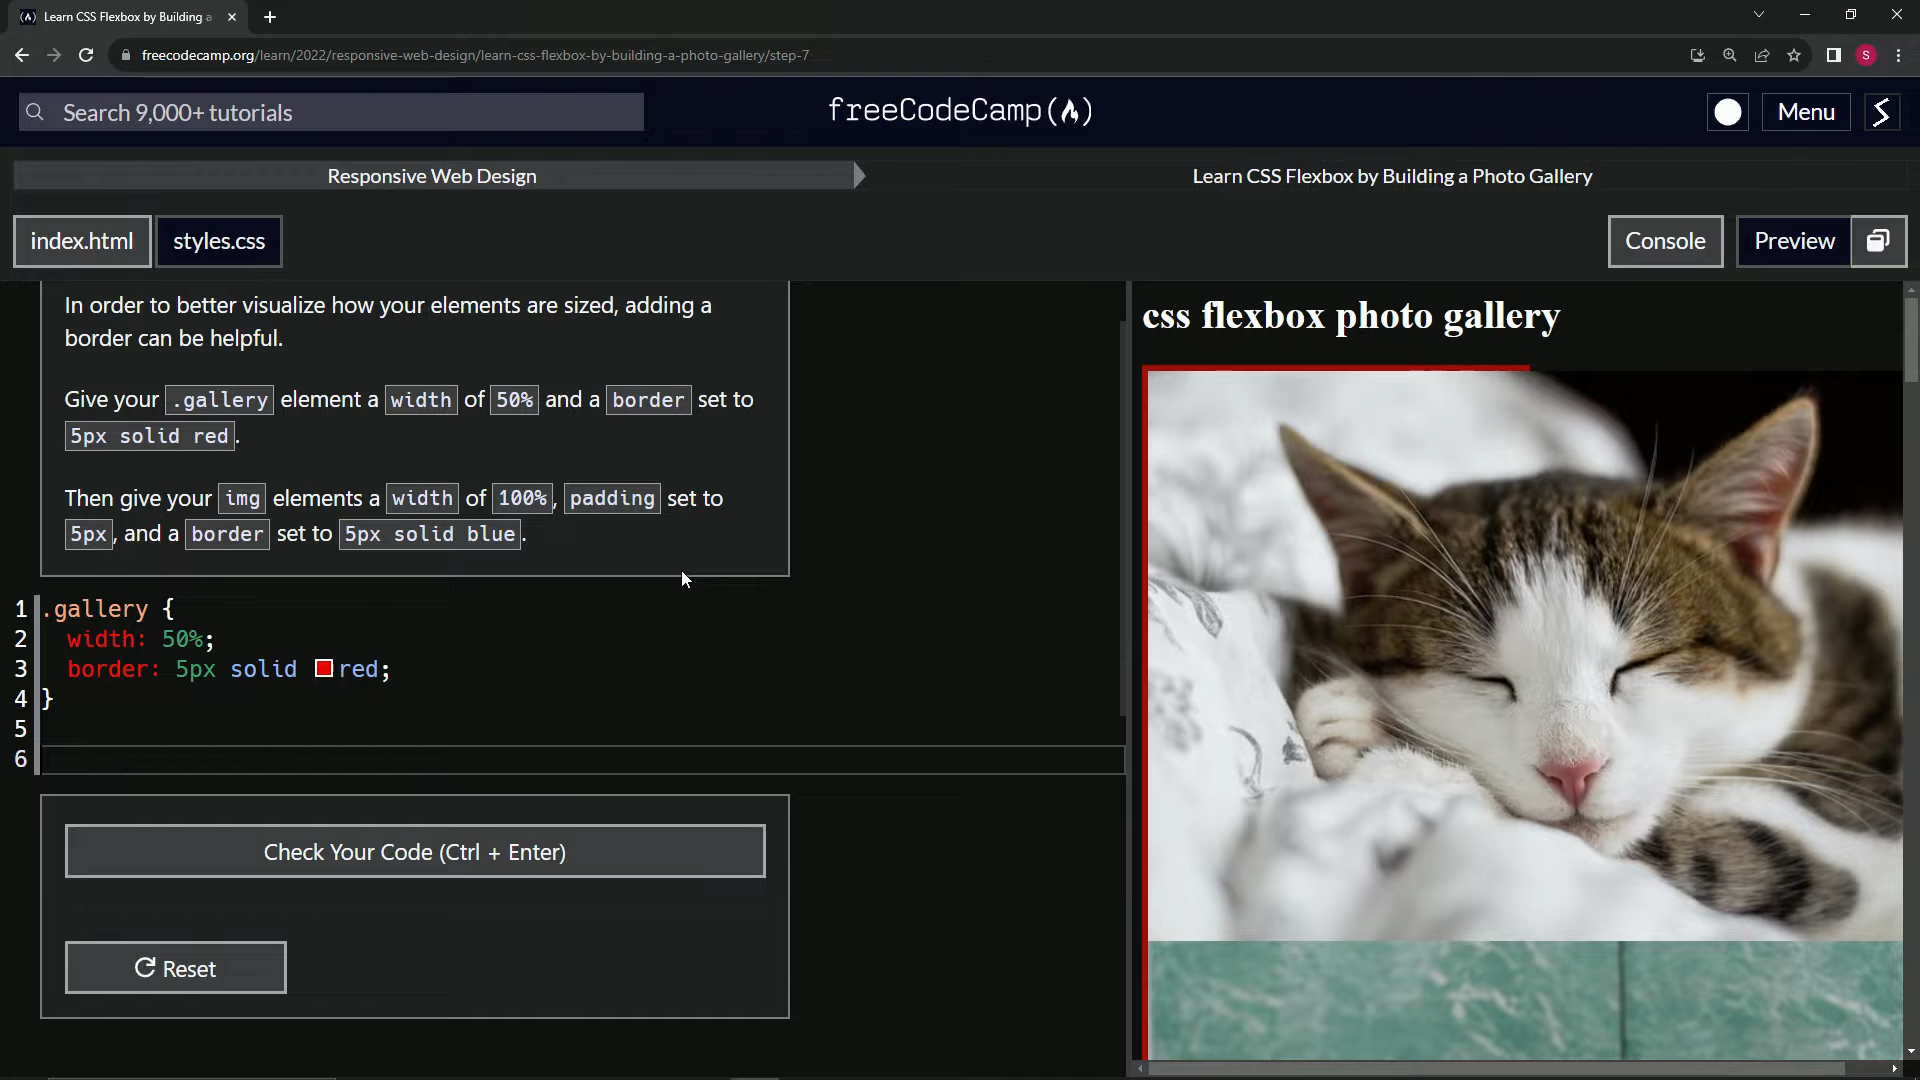 Learn CSS Flexbox by Building a
freecodecamp.org/learn/2022/responsive-web-design/learn-css-flexbox-by-building-a-photo-gallery/step-7
S
Search 9,000+ tutorials
freeCodeCamp
Menu
Responsive Web Design
Learn CSS Flexbox by Building a Photo Gallery
index.html
styles.css
Console
Preview
In order to better visualize how your elements are sized, adding a
border can be helpful.
Give your .gallery element a width of 50% and a border set to
5px solid red.
Then give your img elements a width of 100%, padding set to
5px, and a border set to 5px solid blue.
1 .gallery {
2 width: 50%;
3 border: 5px solid red;
4 }
5
6
Check Your Code (Ctrl + Enter)
Reset
css flexbox photo gallery